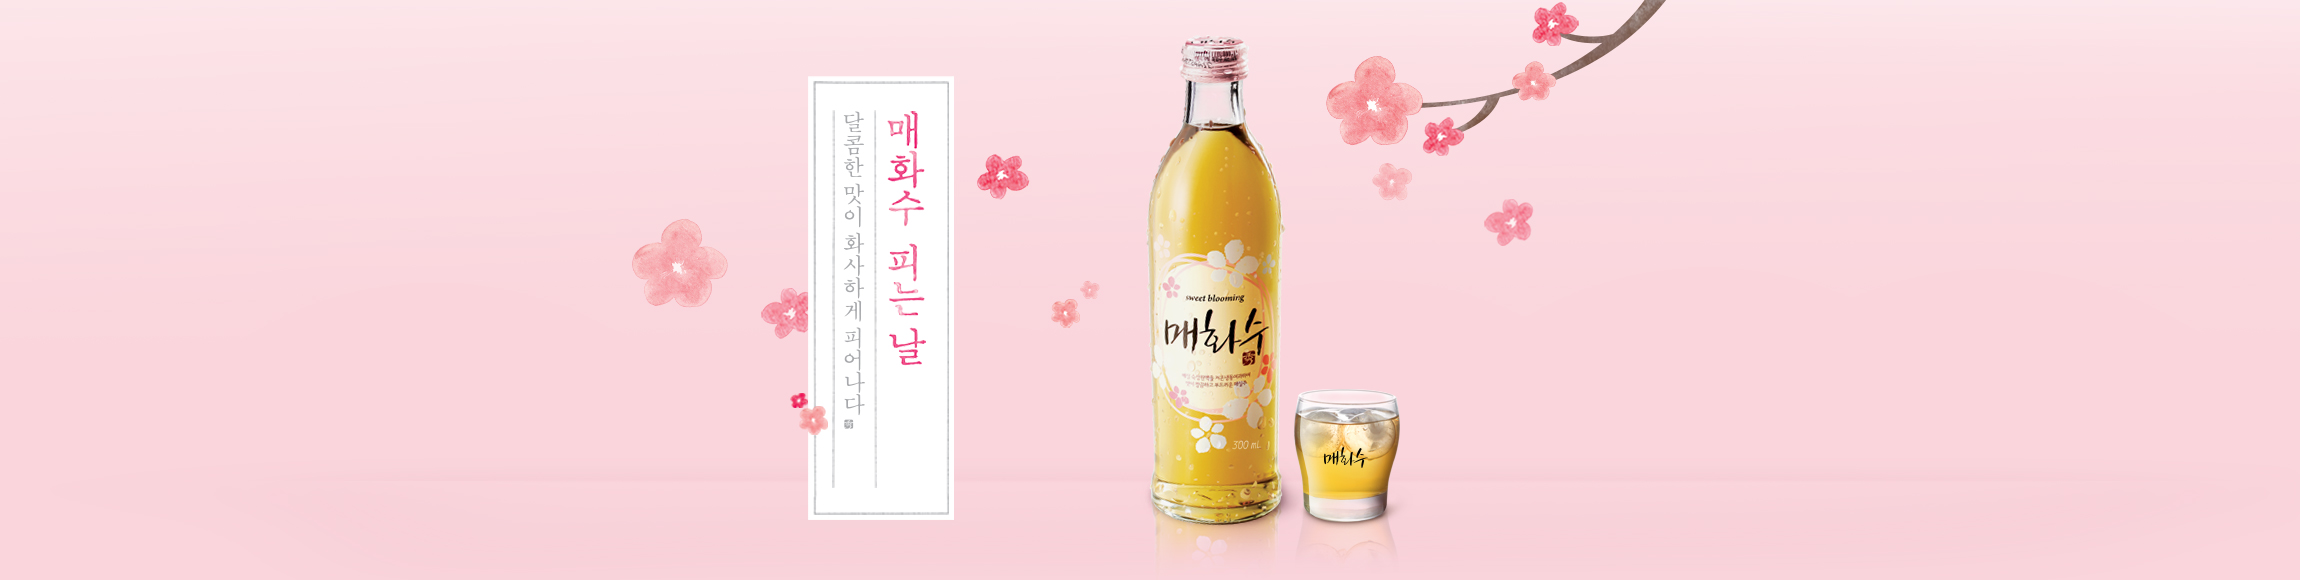 매화수 피는 날
달콤한 맛이 화사하게 피어나다
sweet blooming
매화수
300 ml
매화수